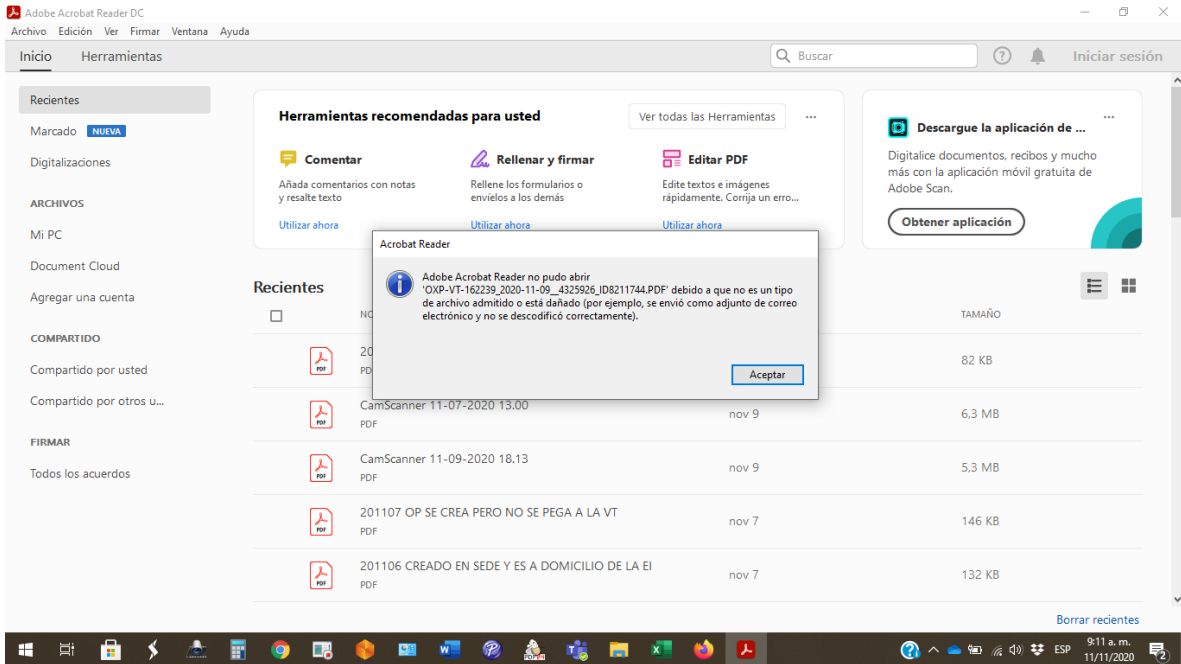 Adobe Acrobat Reader DC
Archivo Edición Ver Firmar Ventana Ayuda
Inicio Herramientas Buscar Iniciar sesión
Recientes
Marcado NUEVA
Digitalizaciones
ARCHIVOS
Mi PC
Document Cloud
Agregar una cuenta
COMPARTIDO
Compartido por usted
Compartido por otros u...
FIRMAR
Todos los acuerdos
Herramientas recomendadas para usted
Ver todas las Herramientas
Comentar
Añada comentarios con notas
y resalte texto
Utilizar ahora
Rellenar y firmar
Rellene los formularios o
envíelos a los demás
Utilizar ahora
Editar PDF
Edite textos e imágenes
rápidamente. Corrija un erro...
Utilizar ahora
Descargue la aplicación de ...
Digitalice documentos, recibos y mucho
más con la aplicación móvil gratuita de
Adobe Scan.
Obtener aplicación
Acrobat Reader
Adobe Acrobat Reader no pudo abrir
'OXP-VT-162239_2020-11-09__4325926_ID8211744.PDF' debido a que no es un tipo
de archivo admitido o está dañado (por ejemplo, se envió como adjunto de correo
electrónico y no se descodificó correctamente).
Aceptar
Recientes
TAMAÑO
82 KB
CamScanner 11-07-2020 13.00
PDF
nov 9
6,3 MB
CamScanner 11-09-2020 18.13
PDF
nov 9
5,3 MB
201107 OP SE CREA PERO NO SE PEGA A LA VT
PDF
nov 7
146 KB
201106 CREADO EN SEDE Y ES A DOMICILIO DE LA EI
PDF
nov 7
132 KB
Borrar recientes
ESP
9:11 a. m.
11/11/2020
2